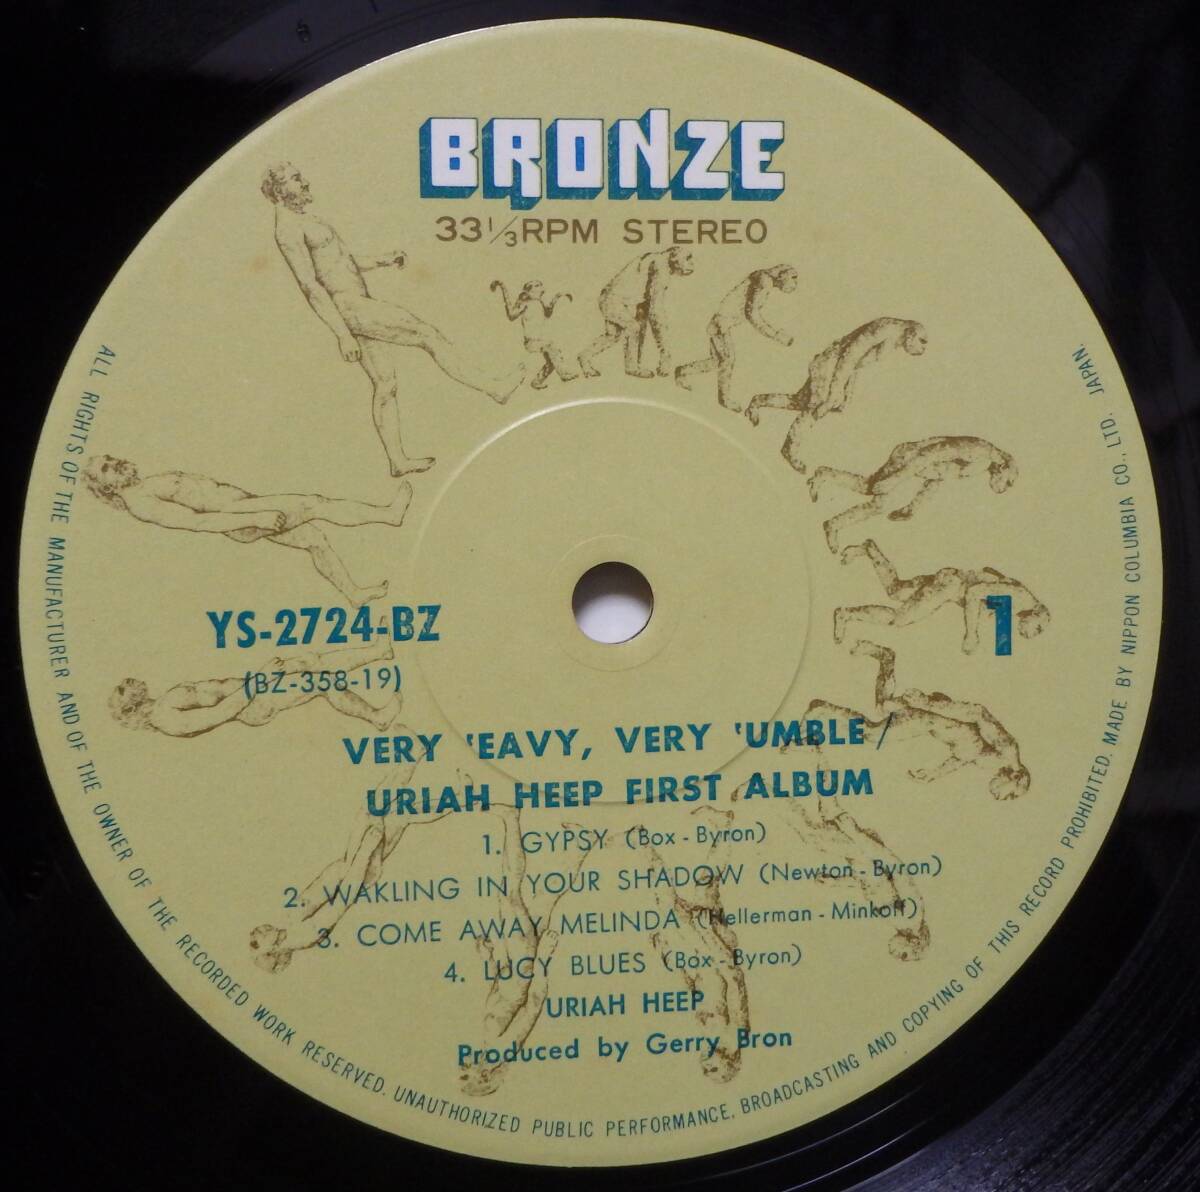 BRONZE
33⅓RPM STEREO
YS-2724-BZ
(BZ-358-19)
1
VERY 'EAVY, VERY 'UMBLE/
URIAH HEEP FIRST ALBUM
1. GYPSY (Box - Byron)
2. WAKLING IN YOUR SHADOW (Newton - Byron)
3. COME AWAY MELINDA (Hellerman - Minkoff)
4. LUCY BLUES (Box - Byron)
URIAH HEEP
Produced by Gerry Bron
ALL RIGHTS OF THE MANUFACTURER AND OF THE OWNER OF THE RECORDED WORK RESERVED. UNAUTHORIZED PUBLIC PERFORMANCE, BROADCASTING AND COPYING OF THIS RECORD PROHIBITED. MADE BY NIPPON COLUMBIA CO., LTD. JAPAN.